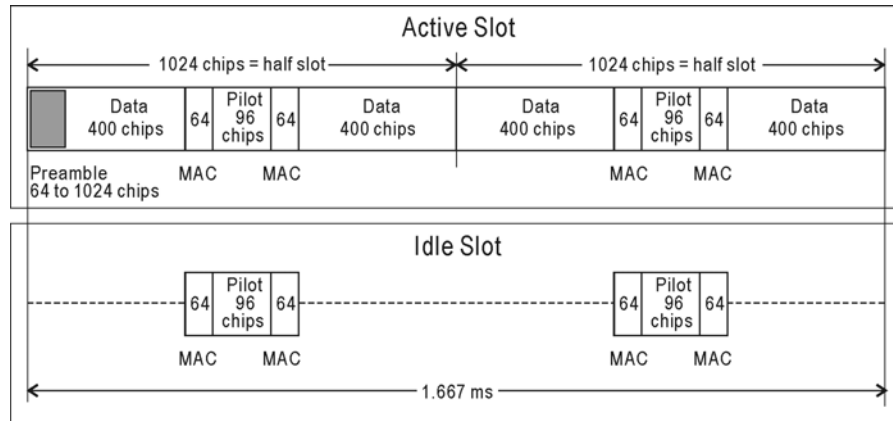 Active Slot
1024 chips = half slot
1024 chips = half slot
Data
400 chips
64
Pilot
96
chips
64
Data
400 chips
Data
400 chips
64
Pilot
96
chips
64
Data
400 chips
Preamble
64 to 1024 chips
MAC
MAC
MAC
MAC
Idle Slot
64
Pilot
96
chips
64
64
Pilot
96
chips
64
MAC
MAC
MAC
MAC
1.667 ms